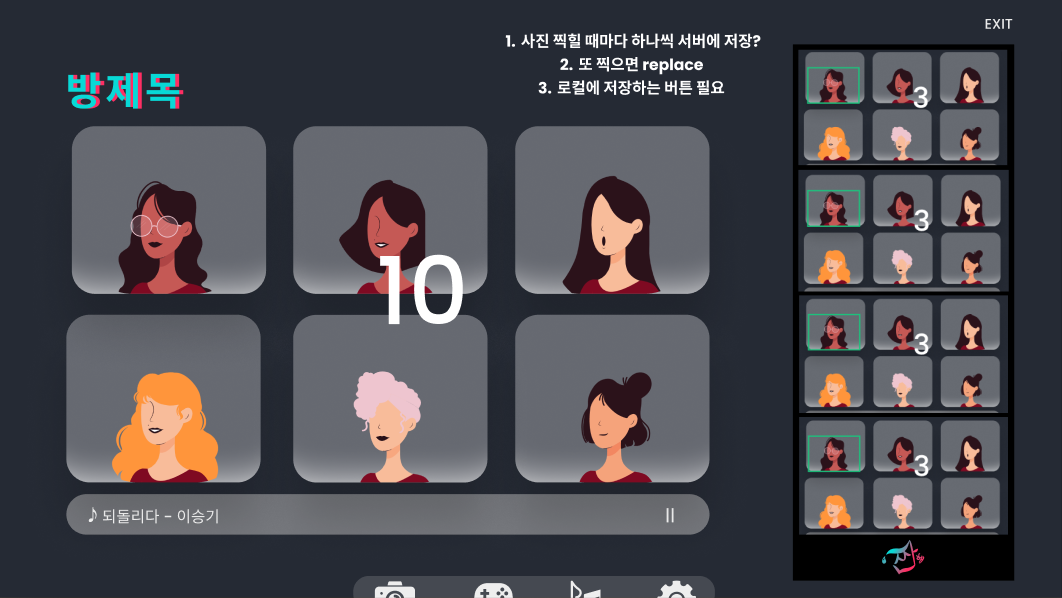 EXIT
1. 사진 찍힐 때마다 하나씩 서버에 저장?
2. 또 찍으면 replace
3. 로컬에 저장하는 버튼 필요
방제목
10
♪ 되돌리다 - 이승기
3
3
3
3